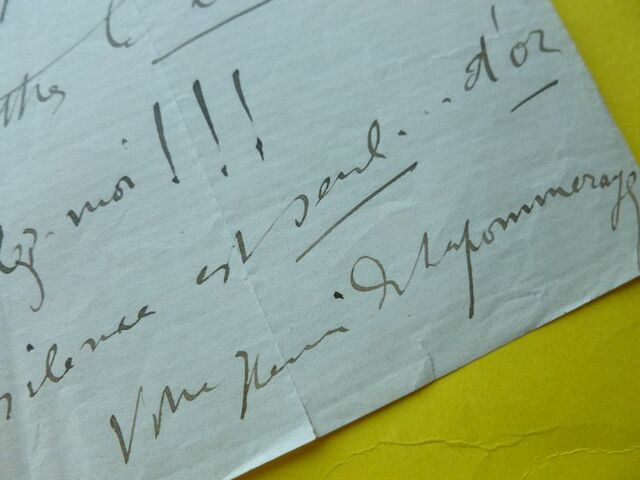 moi !!!
silence est seul... d'or
Votre Henri de Lapommeraye